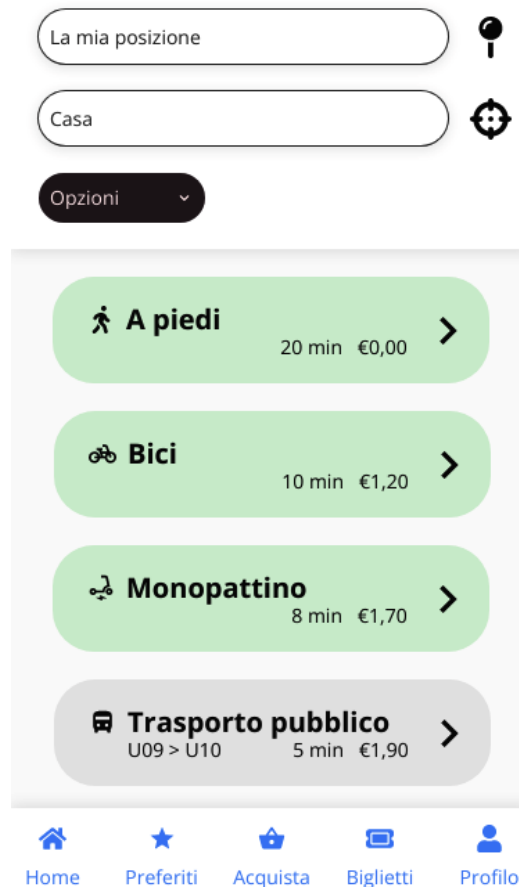 La mia posizione
Casa
Opzioni
A piedi
20 min €0,00
Bici
10 min €1,20
Monopattino
8 min €1,70
Trasporto pubblico
U09 > U10 5 min €1,90
Home Preferiti Acquista Biglietti Profilo